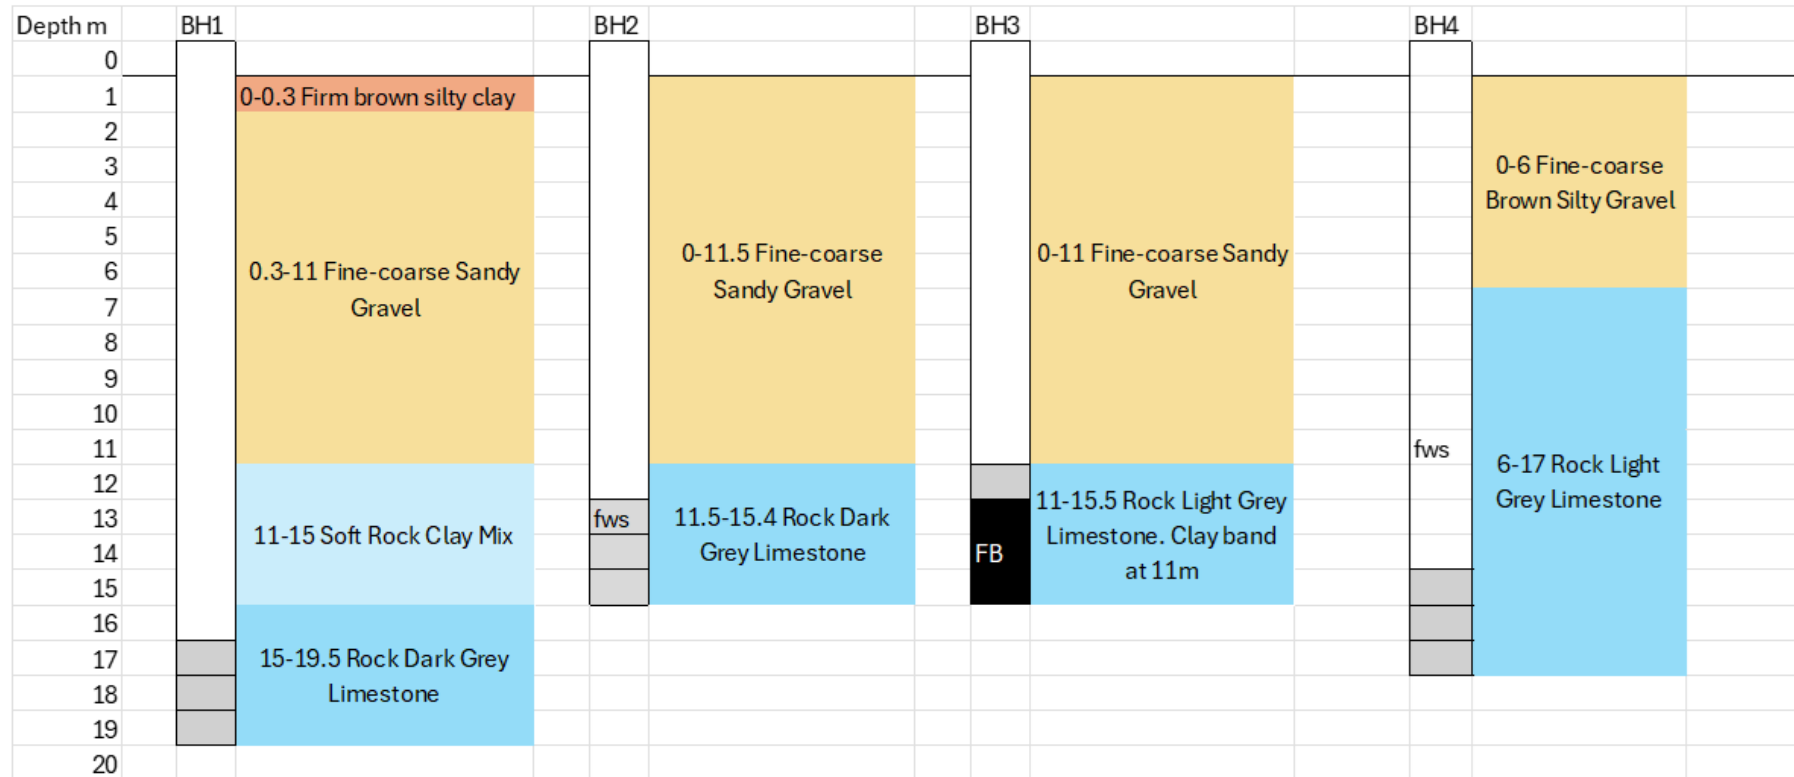 Depth m BH1 BH2 BH3 BH4
0
1
2
3
4
5
6
7
8
9
10
11
12
13
14
15
16
17
18
19
20
0-0.3 Firm brown silty clay
0.3-11 Fine-coarse Sandy
Gravel
11-15 Soft Rock Clay Mix
15-19.5 Rock Dark Grey
Limestone
0-11.5 Fine-coarse
Sandy Gravel
fws
11.5-15.4 Rock Dark
Grey Limestone
0-11 Fine-coarse Sandy
Gravel
FB
11-15.5 Rock Light Grey
Limestone. Clay band
at 11m
0-6 Fine-coarse
Brown Silty Gravel
fws
6-17 Rock Light
Grey Limestone